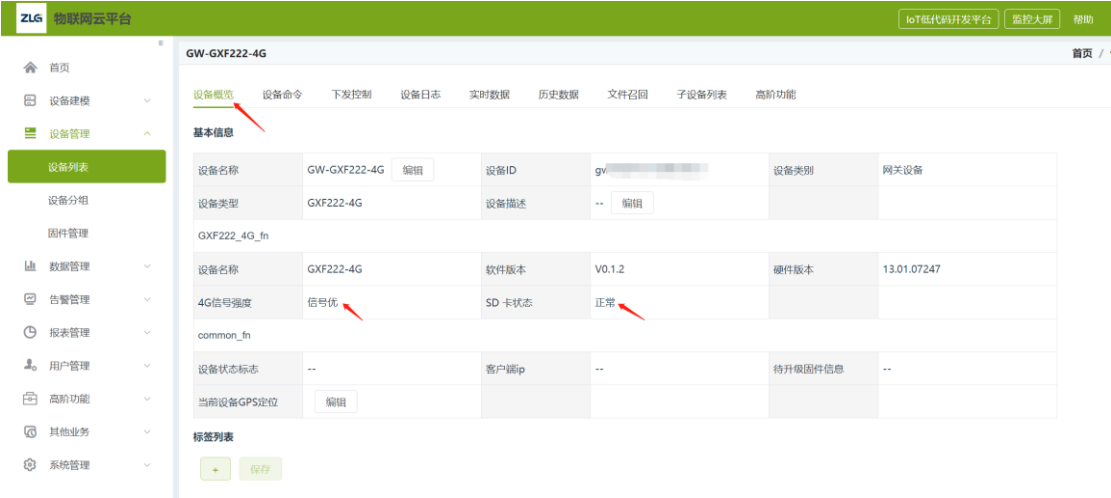 ZLG 物联网云平台 IoT低代码开发平台 监控大屏 帮助
首页
设备建模
设备管理
设备列表
设备分组
固件管理
数据管理
告警管理
报表管理
用户管理
高阶功能
其他业务
系统管理
GW-GXF222-4G 首页 /
设备概览 设备命令 下发控制 设备日志 实时数据 历史数据 文件召回 子设备列表 高阶功能
基本信息
设备名称 GW-GXF222-4G 编辑 设备ID gw 设备类别 网关设备
设备类型 GXF222-4G 设备描述 -- 编辑
GXF222_4G_fn
设备名称 GXF222-4G 软件版本 V0.1.2 硬件版本 13.01.07247
4G信号强度 信号优 SD 卡状态 正常
common_fn
设备状态标志 -- 客户端ip -- 待升级固件信息 --
当前设备GPS定位 编辑
标签列表
+ 保存